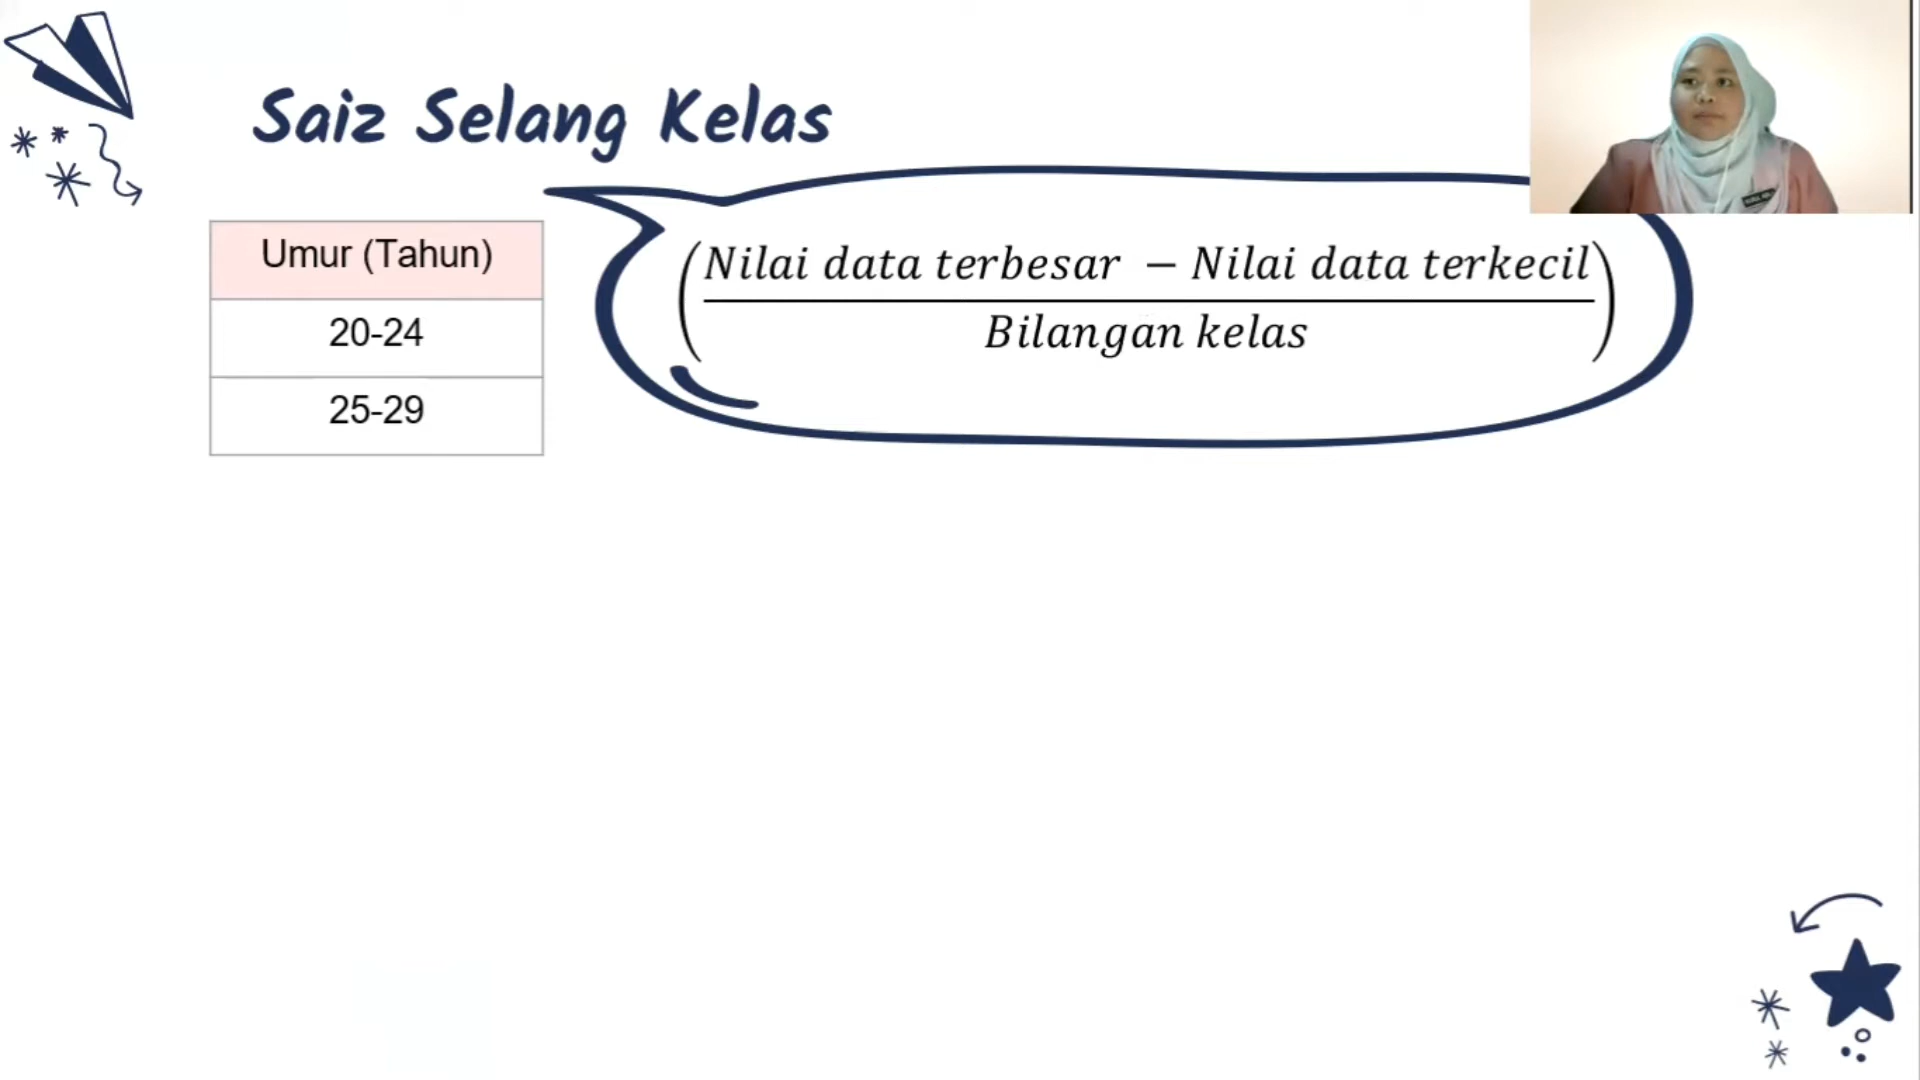 Saiz Selang Kelas
Umur (Tahun)
20-24
25-29
(Nilai data terbesar – Nilai data terkecil)
Bilangan kelas